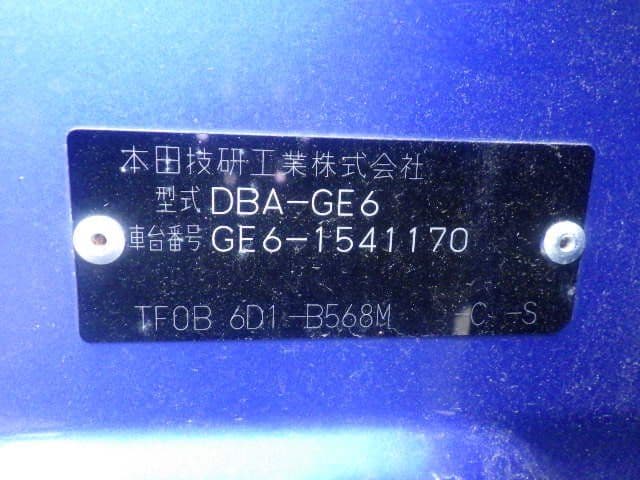 本田技研工業株式会社
型式 DBA-GE6
車台番号 GE6-1541170
TF0B 6D1-B568M -C -S